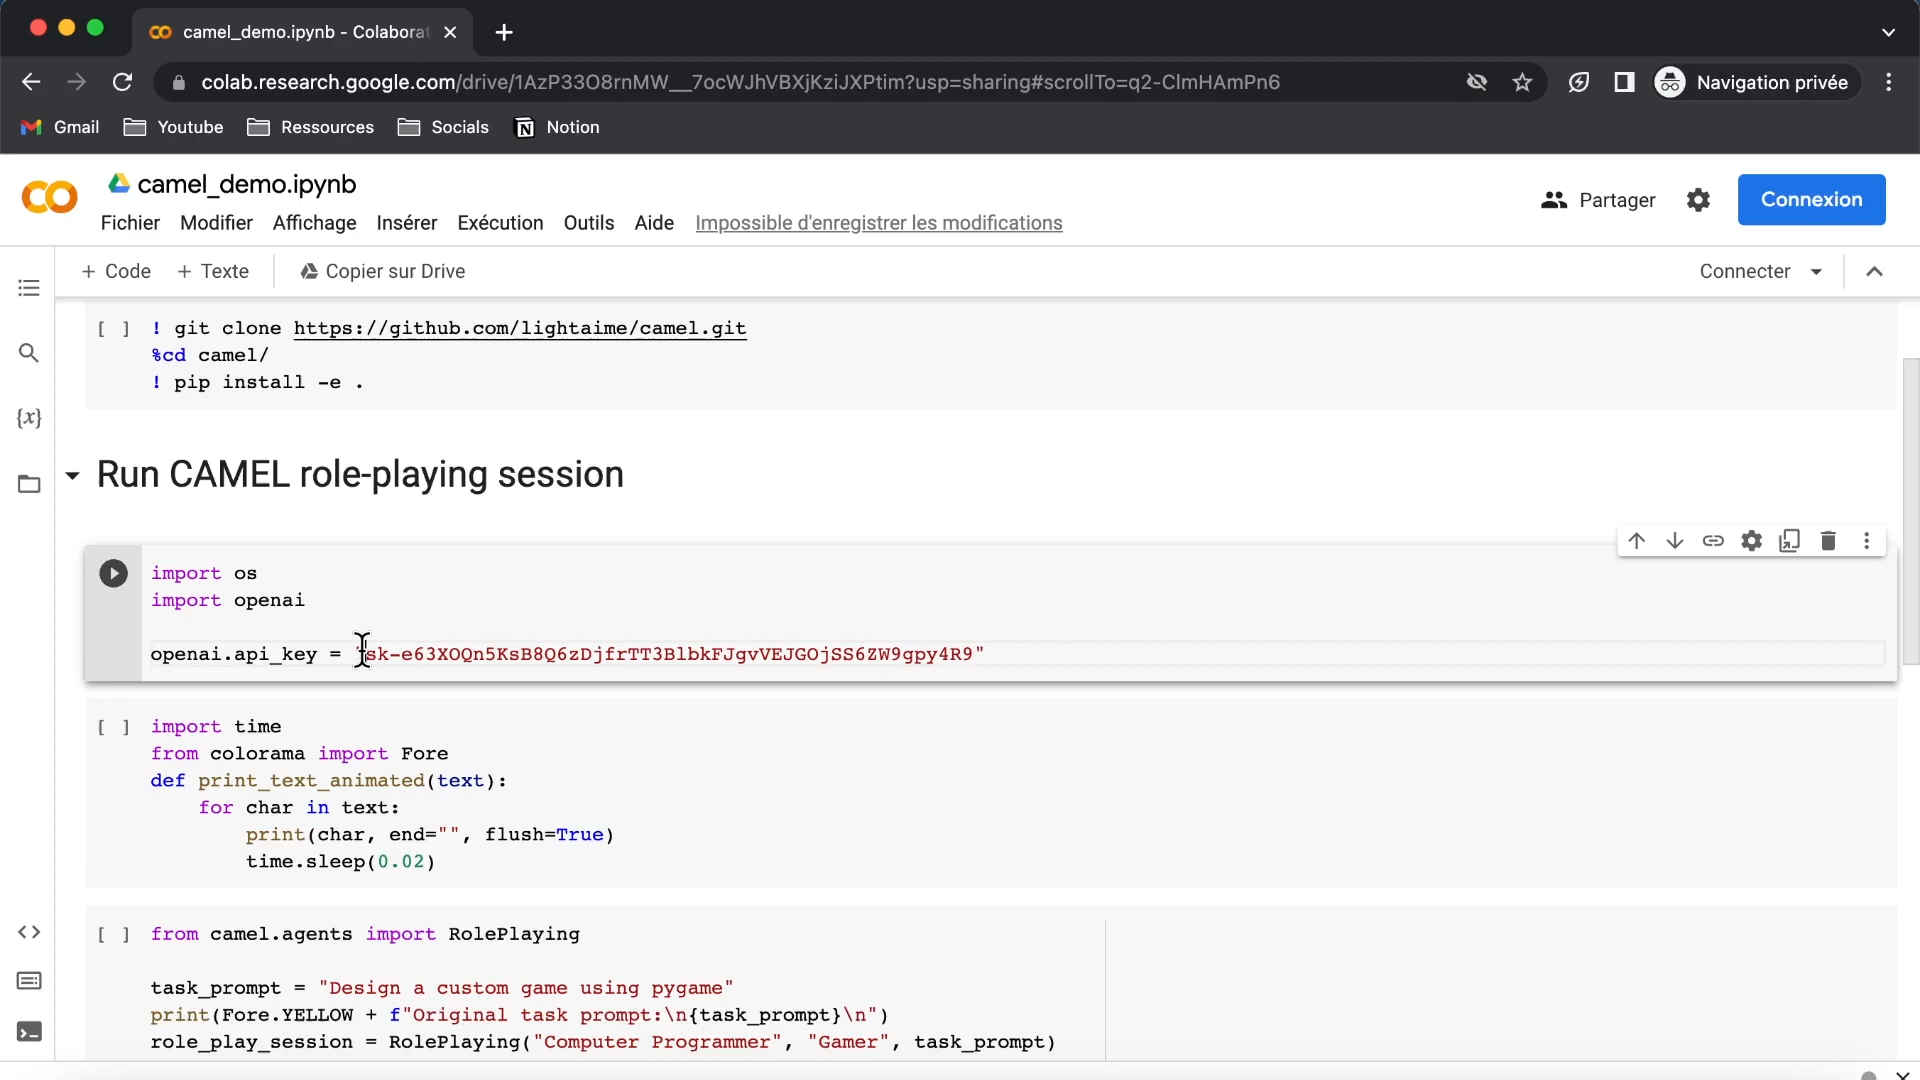 camel_demo.ipynb - Colaborat
colab.research.google.com/drive/1AzP33O8rnMW__7ocWJhVBXjKziJXPtim?usp=sharing#scrollTo=q2-ClmHAmPn6
Navigation privée
Gmail Youtube Ressources Socials Notion
camel_demo.ipynb
Partager
Connexion
Fichier Modifier Affichage Insérer Exécution Outils Aide Impossible d'enregistrer les modifications
+ Code + Texte Copier sur Drive
Connecter
[ ] ! git clone https://github.com/lightaime/camel.git
%cd camel/
! pip install -e .
Run CAMEL role-playing session
import os
import openai
openai.api_key = "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"
[ ] import time
from colorama import Fore
def print_text_animated(text):
for char in text:
print(char, end="", flush=True)
time.sleep(0.02)
[ ] from camel.agents import RolePlaying
task_prompt = "Design a custom game using pygame"
print(Fore.YELLOW + f"Original task prompt:\n{task_prompt}\n")
role_play_session = RolePlaying("Computer Programmer", "Gamer", task_prompt)